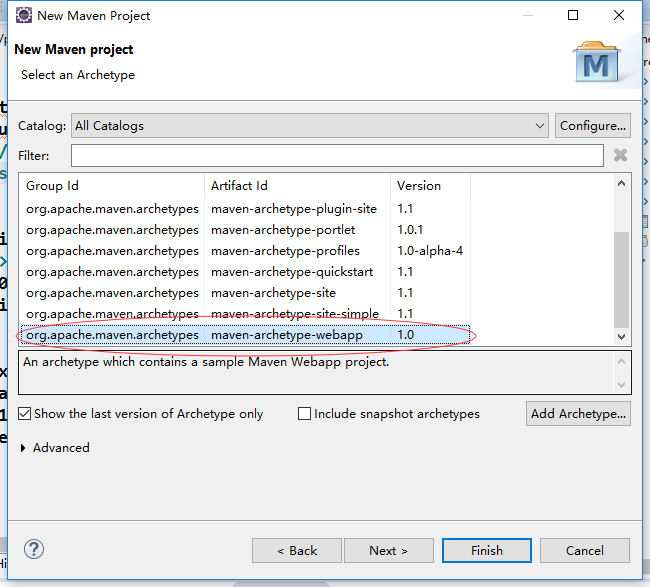 New Maven Project
New Maven project
Select an Archetype
M
Catalog: All Catalogs Configure...
Filter:
Group Id Artifact Id Version
org.apache.maven.archetypes maven-archetype-plugin-site 1.1
org.apache.maven.archetypes maven-archetype-portlet 1.0.1
org.apache.maven.archetypes maven-archetype-profiles 1.0-alpha-4
org.apache.maven.archetypes maven-archetype-quickstart 1.1
org.apache.maven.archetypes maven-archetype-site 1.1
org.apache.maven.archetypes maven-archetype-site-simple 1.1
org.apache.maven.archetypes maven-archetype-webapp 1.0
An archetype which contains a sample Maven Webapp project.
Show the last version of Archetype only Include snapshot archetypes Add Archetype...
Advanced
? < Back Next > Finish Cancel